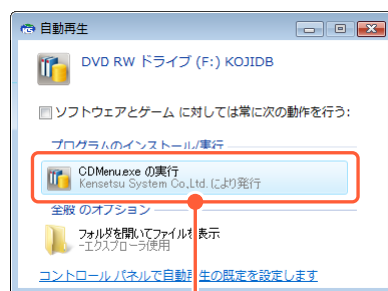 自動再生
DVD RW ドライブ (F:) KOJIDB
ソフトウェアとゲーム に対しては常に次の動作を行う:
プログラムのインストール/実行
CDMenu.exe の実行
Kensetsu System Co.,Ltd. により発行
全般 のオプション
フォルダを開いてファイルを表示
-エクスプローラ使用
コントロール パネルで自動再生の既定を設定します